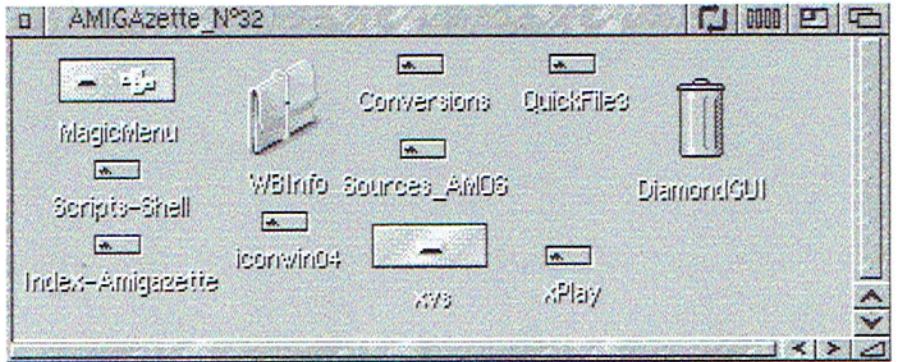 AMIGAzette_N°32
Conversions
QuickFile3
MagicMenu
WBInfo
Sources_AMOS
DiamondGUI
Scripts-Shell
iconwin04
Index-Amigazette
xvs
xPlay